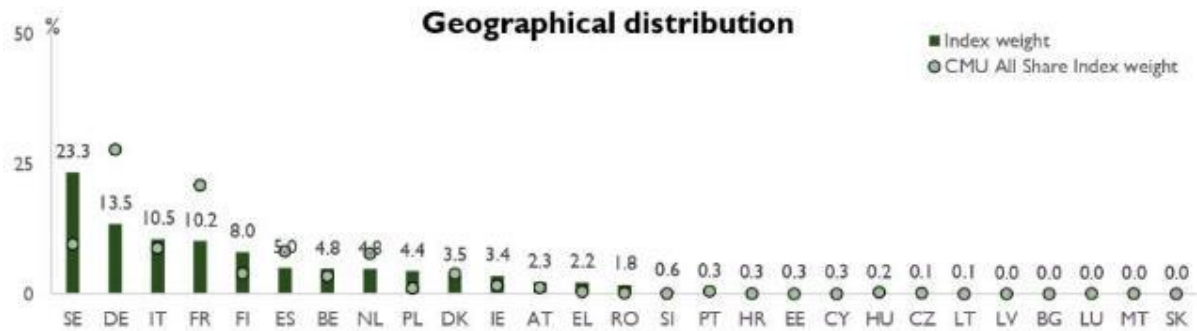 Geographical distribution
50 %
Index weight
CMU All Share Index weight
25
0
23.3 13.5 10.5 10.2 8.0 5.0 4.8 4.8 4.4 3.5 3.4 2.3 2.2 1.8 0.6 0.3 0.3 0.3 0.3 0.2 0.1 0.1 0.0 0.0 0.0 0.0 0.0
SE DE IT FR FI ES BE NL PL DK IE AT EL RO SI PT HR EE CY HU CZ LT LV BG LU MT SK